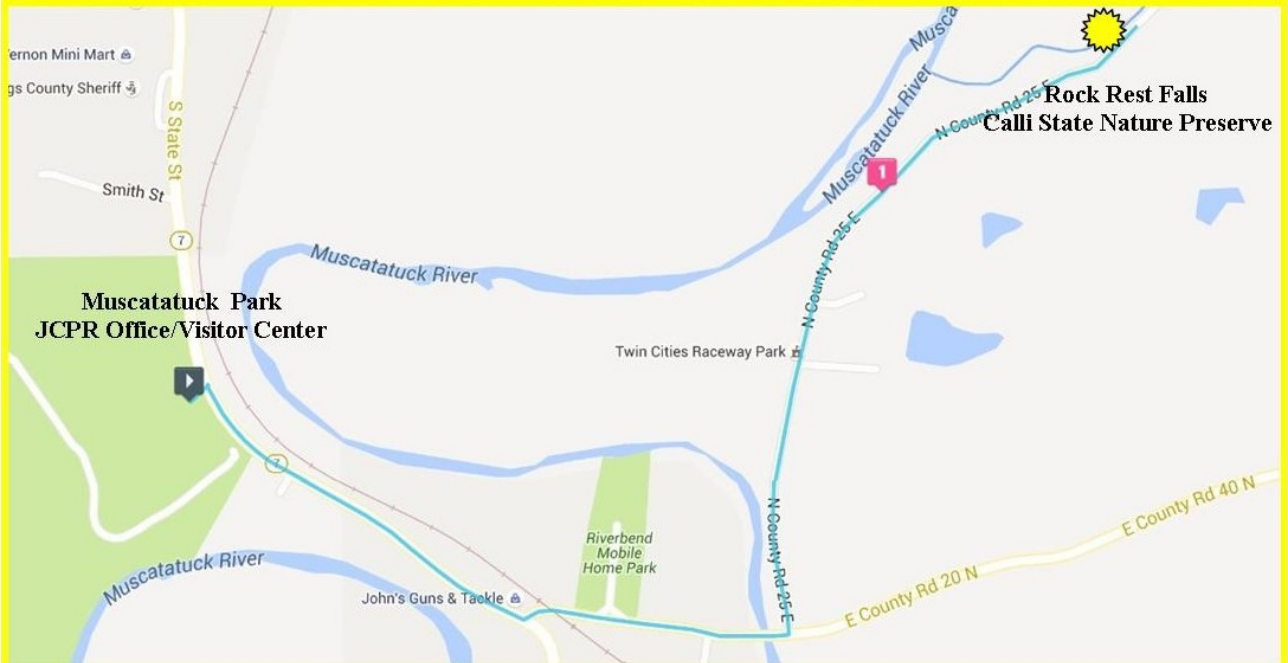 ernon Mini Mart
gs County Sheriff
S State St
Smith St
7
Musca
Muscatatuck River
N County Rd 25 E
Rock Rest Falls
Calli State Nature Preserve
1
Muscatatuck River
N County Rd 25 E
Muscatatuck Park
JCPR Office/Visitor Center
Twin Cities Raceway Park
7
N County Rd 25 E
E County Rd 40 N
Riverbend
Mobile
Home Park
Muscatatuck River
John's Guns & Tackle
E County Rd 20 N